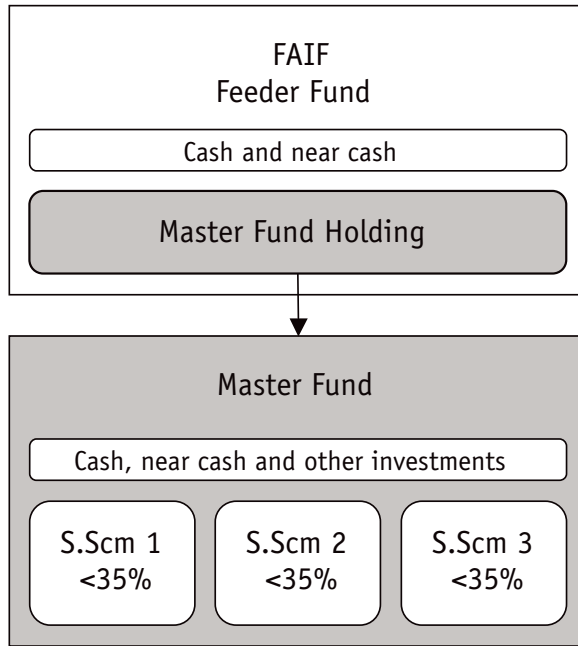 FAIF
Feeder Fund
Cash and near cash
Master Fund Holding
Master Fund
Cash, near cash and other investments
S.Scm 1
<35%
S.Scm 2
<35%
S.Scm 3
<35%